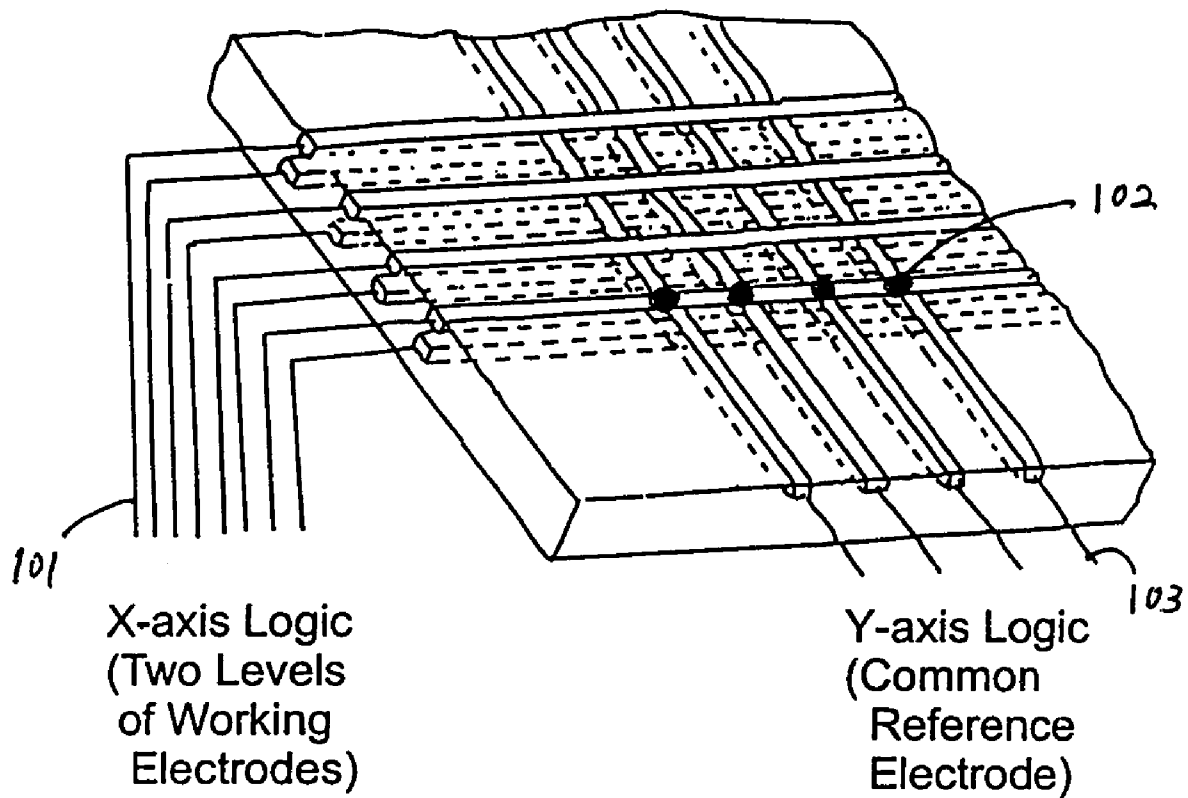 102
101
103
X-axis Logic
(Two Levels
of Working
Electrodes)
Y-axis Logic
(Common
Reference
Electrode)